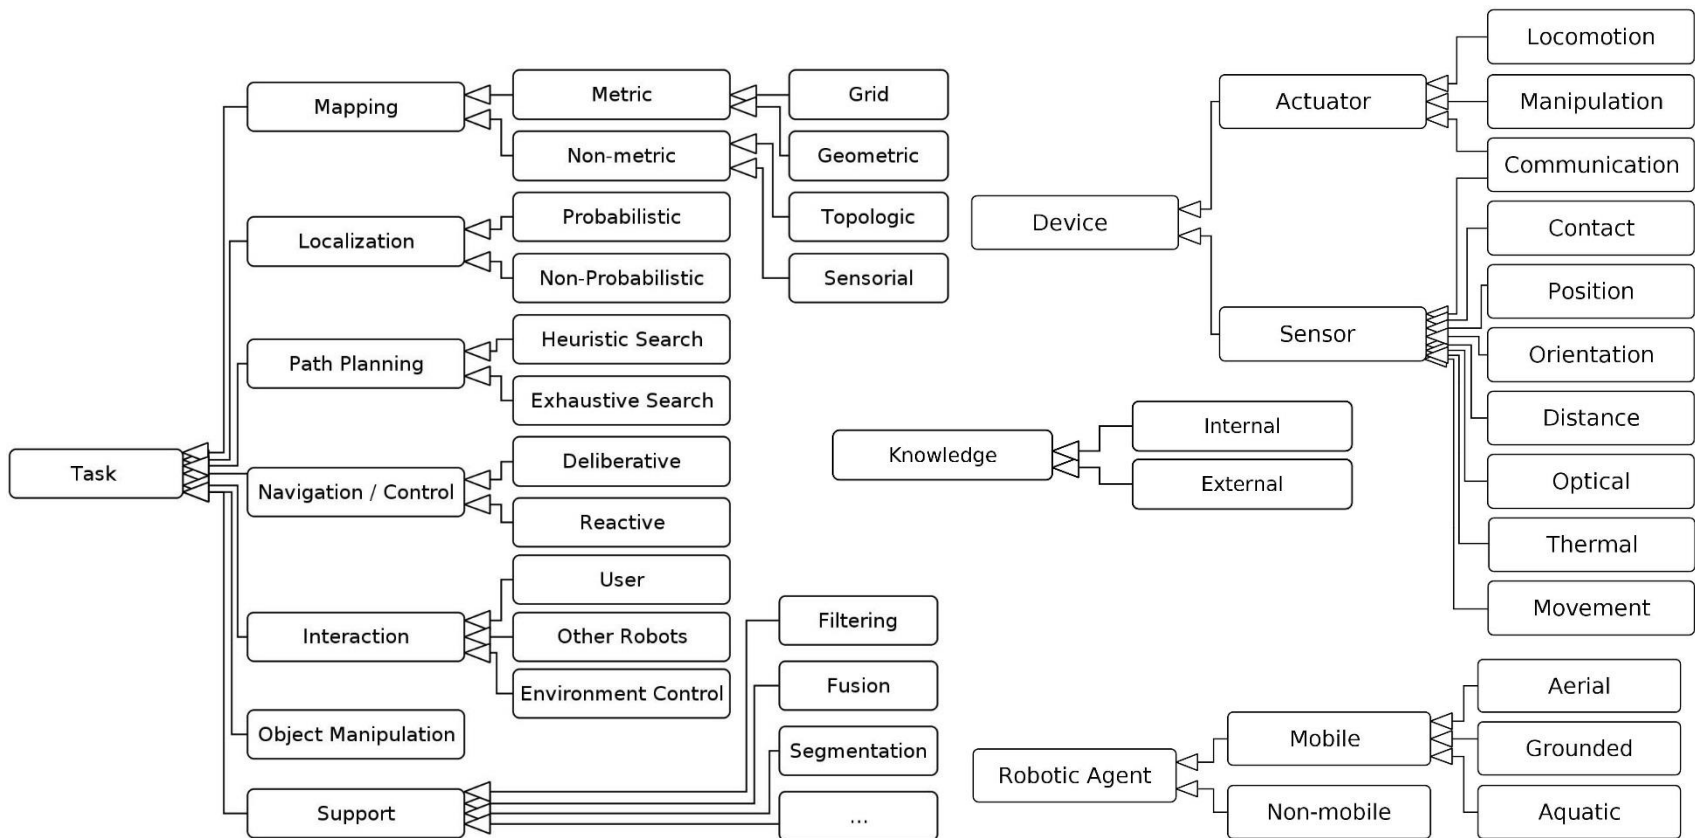 Task
Mapping
Metric
Grid
Geometric
Non-metric
Topologic
Sensorial
Localization
Probabilistic
Non-Probabilistic
Path Planning
Heuristic Search
Exhaustive Search
Navigation / Control
Deliberative
Reactive
Interaction
User
Other Robots
Environment Control
Object Manipulation
Support
Filtering
Fusion
Segmentation
...
Device
Actuator
Locomotion
Manipulation
Communication
Sensor
Contact
Position
Orientation
Distance
Optical
Thermal
Movement
Knowledge
Internal
External
Robotic Agent
Mobile
Aerial
Grounded
Aquatic
Non-mobile